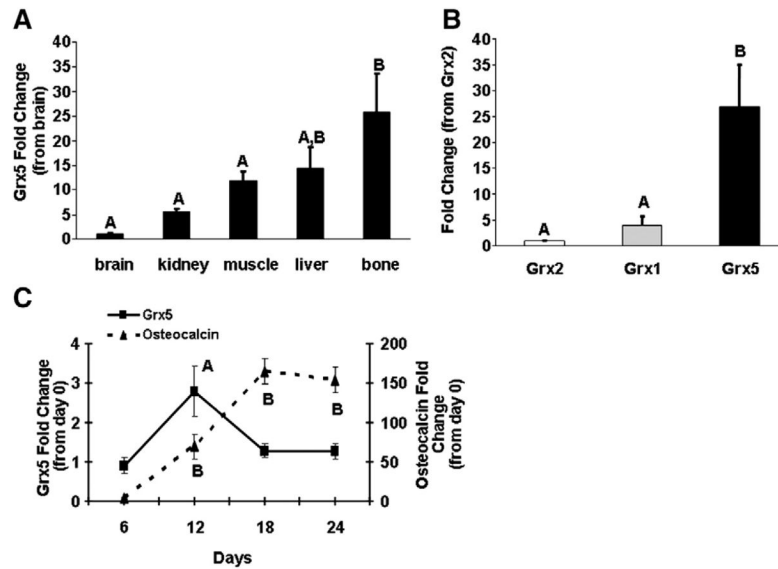 A
Grx5 Fold Change
(from brain)
40
35
30
25
20
15
10
5
0
A
A
A
A,B
B
brain
kidney
muscle
liver
bone
B
Fold Change (from Grx2)
40
35
30
25
20
15
10
5
0
A
A
B
Grx2
Grx1
Grx5
C
Grx5
Osteocalcin
Grx5 Fold Change
(from day 0)
4
3
2
1
0
A
B
B
B
200
150
100
50
0
Osteocalcin Fold
Change
(from day 0)
6
12
18
24
Days